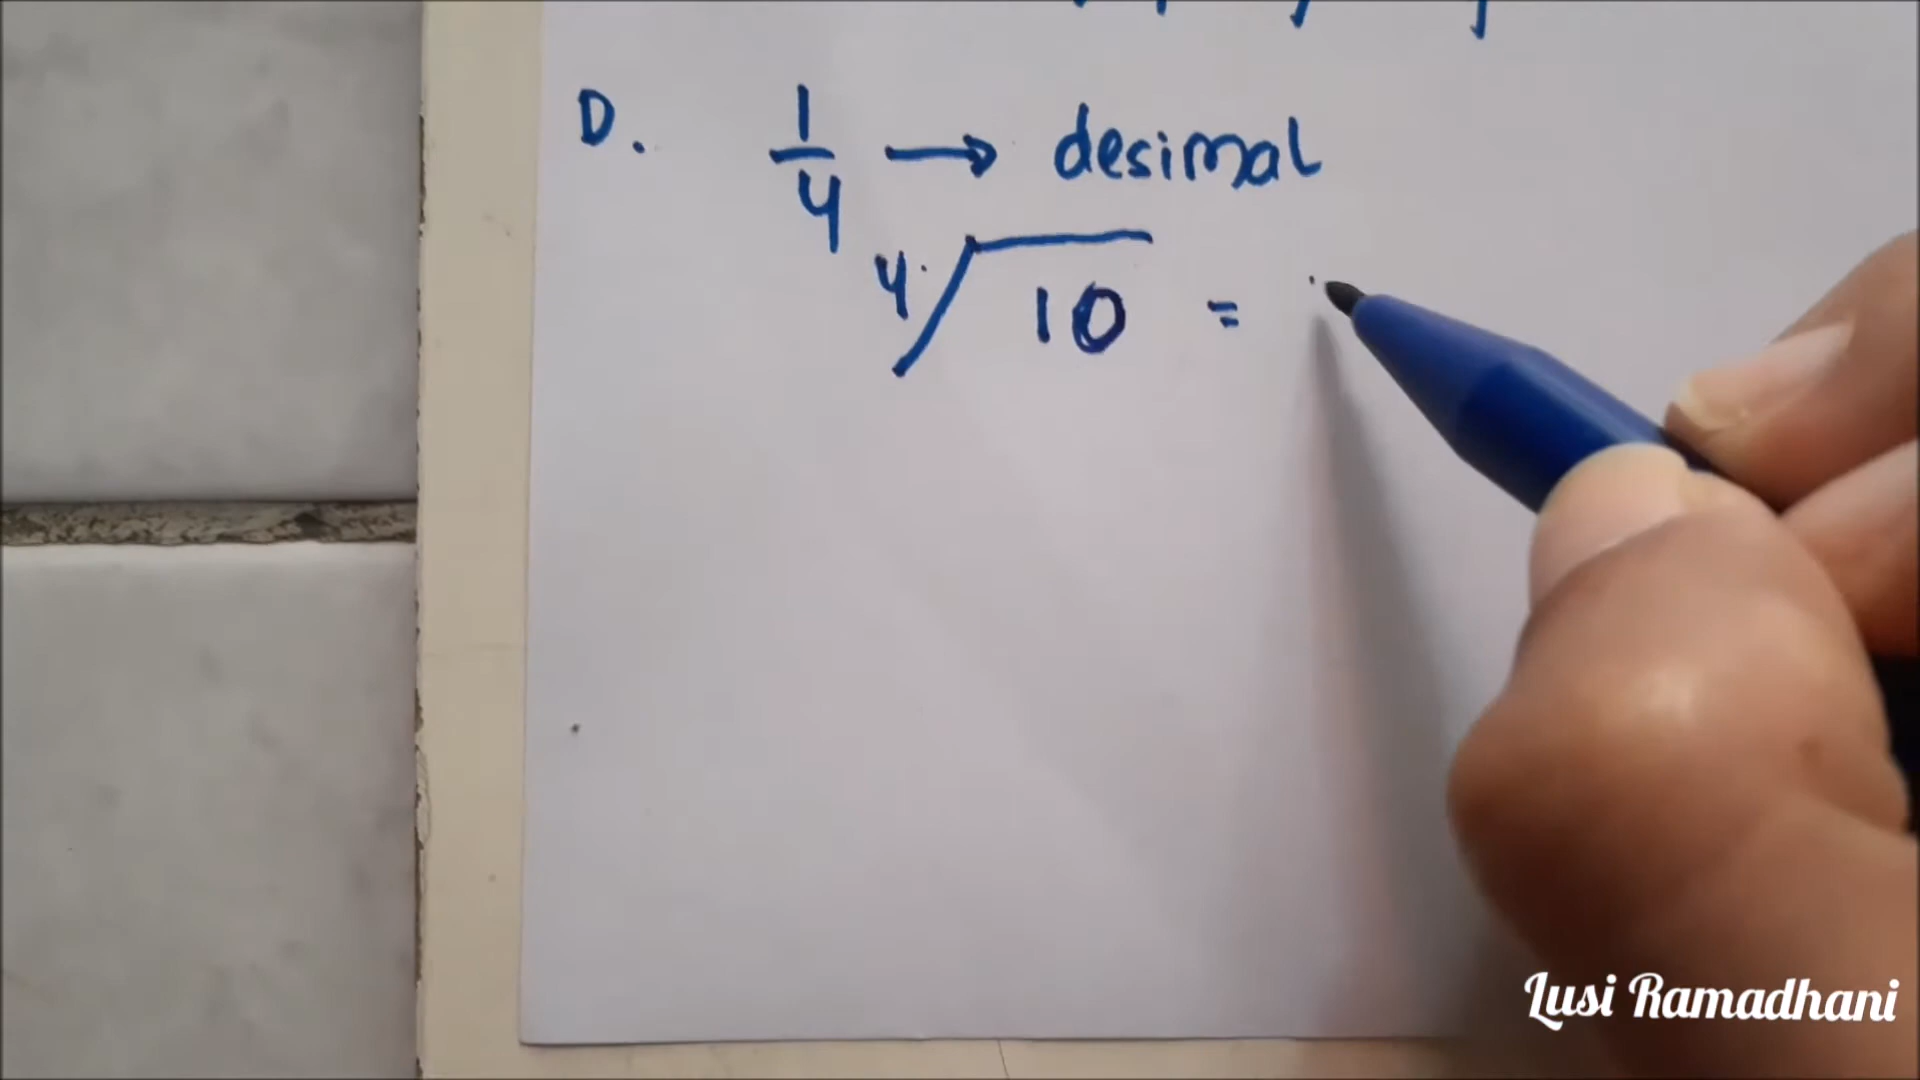 D. 1/4 → desimal
4 / 10 =
Lusi Ramadhani